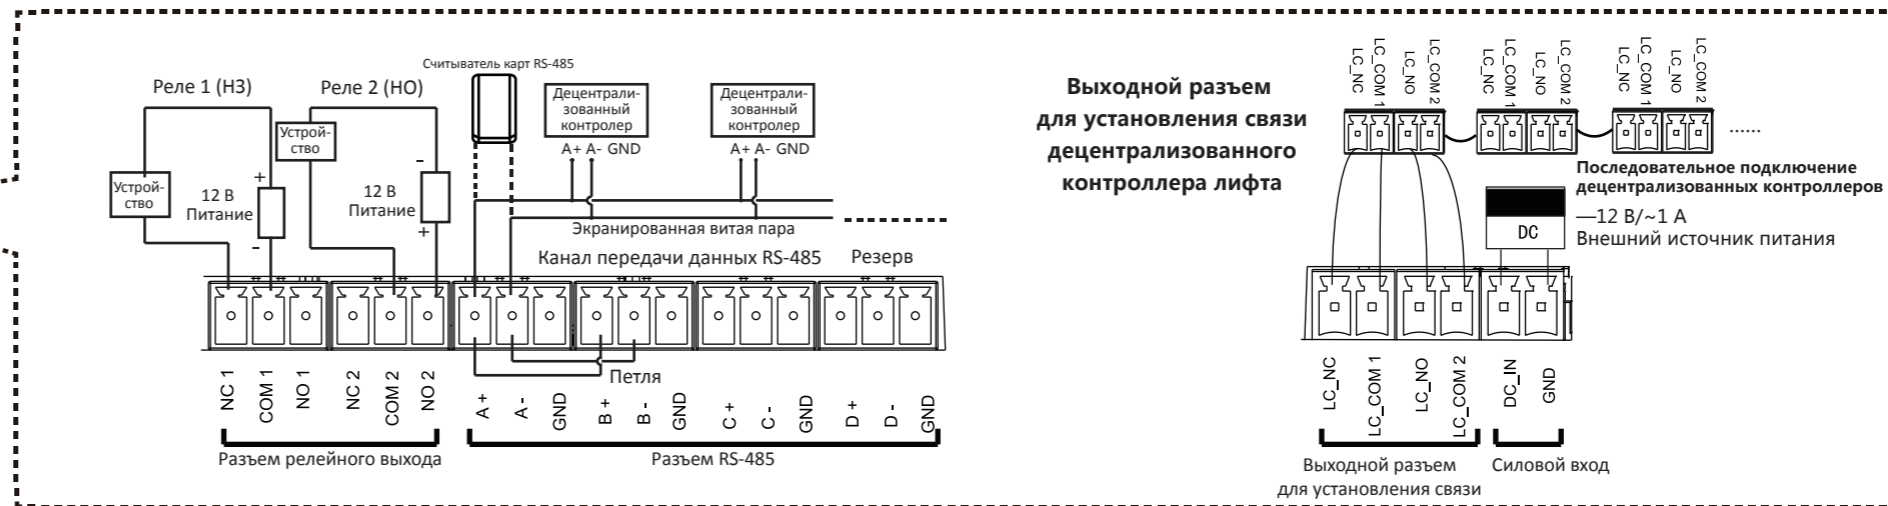 Считыватель карт RS-485
Реле 1 (НЗ)
Реле 2 (НО)
Устрой-
ство
12 В
Питание
+
-
Устрой-
ство
12 В
Питание
-
+
Децентрали-
зованный
контролер
A+ A- GND
Децентрали-
зованный
контролер
A+ A- GND
Экранированная витая пара
Канал передачи данных RS-485
Резерв
Петля
NC 1
COM 1
NO 1
NC 2
COM 2
NO 2
A +
A -
GND
B +
B -
GND
C +
C -
GND
D +
D -
GND
Разъем релейного выхода
Разъем RS-485
Выходной разъем
для установления связи
децентрализованного
контроллера лифта
LC_NC
LC_COM 1
LC_NO
LC_COM 2
LC_NC
LC_COM 1
LC_NO
LC_COM 2
LC_NC
LC_COM 1
LC_NO
LC_COM 2
......
Последовательное подключение
децентрализованных контроллеров
DC
—12 В/~1 А
Внешний источник питания
LC_NC
LC_COM 1
LC_NO
LC_COM 2
DC_IN
GND
Выходной разъем
для установления связи
Силовой вход